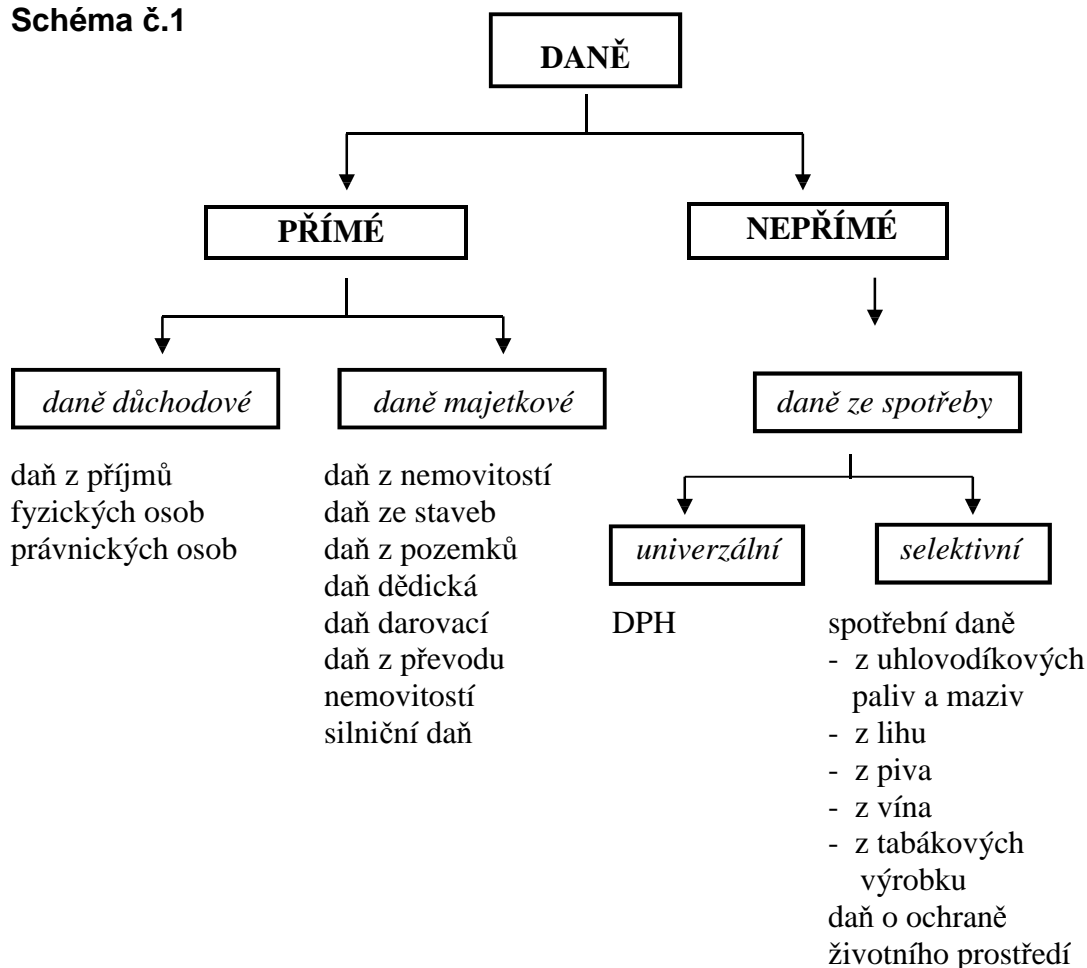 Schéma č.1
DANĚ
PŘÍMÉ
NEPŘÍMÉ
daně důchodové
daně majetkové
daně ze spotřeby
daň z příjmů
fyzických osob
právnických osob
daň z nemovitostí
daň ze staveb
daň z pozemků
daň dědická
daň darovací
daň z převodu
nemovitostí
silniční daň
univerzální
selektivní
DPH
spotřební daně
- z uhlovodíkových
paliv a maziv
- z lihu
- z piva
- z vína
- z tabákových
výrobku
daň o ochraně
životního prostředí